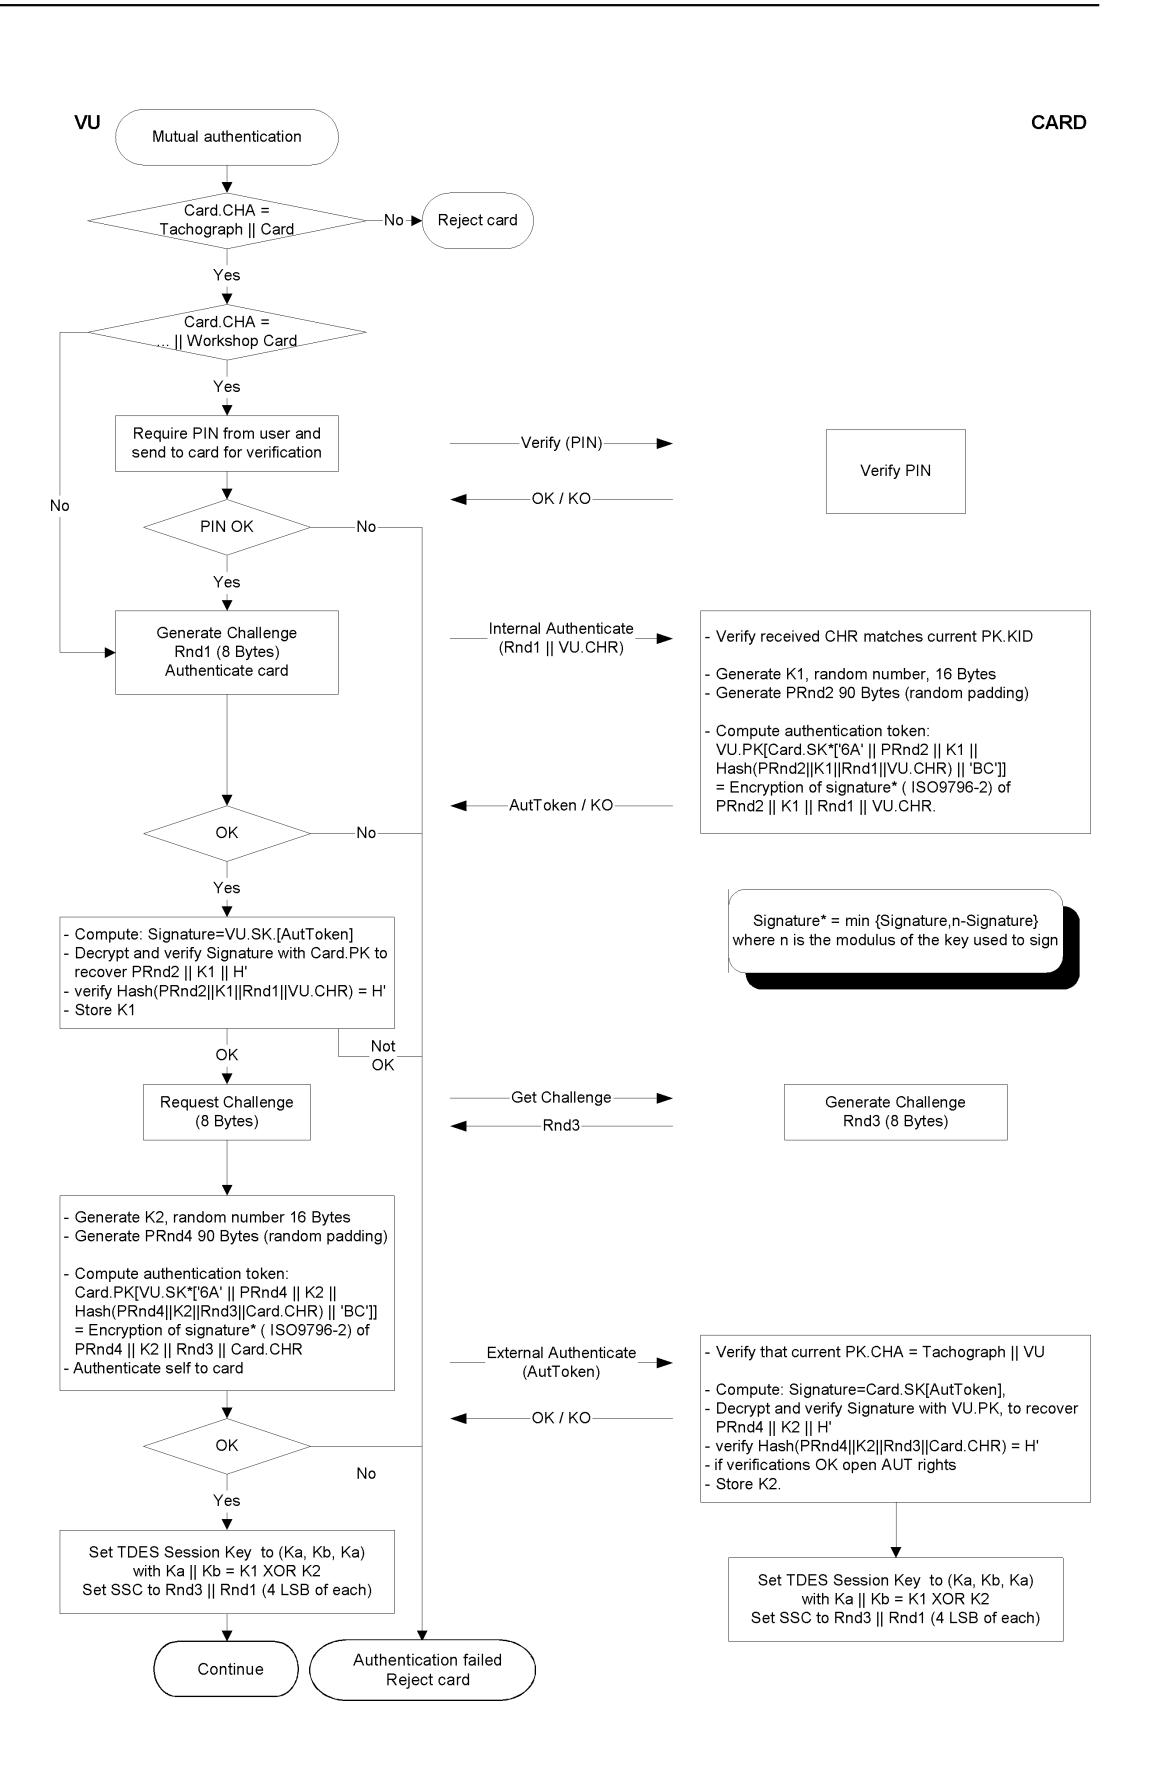 VU
CARD
Mutual authentication
Card.CHA =
Tachograph || Card
No
Reject card
Yes
Card.CHA =
... || Workshop Card
Yes
Require PIN from user and
send to card for verification
Verify (PIN)
Verify PIN
OK / KO
No
PIN OK
No
Yes
Generate Challenge
Rnd1 (8 Bytes)
Authenticate card
Internal Authenticate
(Rnd1 || VU.CHR)
- Verify received CHR matches current PK.KID
- Generate K1, random number, 16 Bytes
- Generate PRnd2 90 Bytes (random padding)
- Compute authentication token:
VU.PK[Card.SK*['6A' || PRnd2 || K1 ||
Hash(PRnd2||K1||Rnd1||VU.CHR) || 'BC']]
= Encryption of signature* ( ISO9796-2) of
PRnd2 || K1 || Rnd1 || VU.CHR.
AutToken / KO
OK
No
Yes
- Compute: Signature=VU.SK.[AutToken]
- Decrypt and verify Signature with Card.PK to
recover PRnd2 || K1 || H'
- verify Hash(PRnd2||K1||Rnd1||VU.CHR) = H'
- Store K1
Signature* = min {Signature,n-Signature}
where n is the modulus of the key used to sign
OK
Not
OK
Request Challenge
(8 Bytes)
Get Challenge
Rnd3
Generate Challenge
Rnd3 (8 Bytes)
- Generate K2, random number 16 Bytes
- Generate PRnd4 90 Bytes (random padding)
- Compute authentication token:
Card.PK[VU.SK*['6A' || PRnd4 || K2 ||
Hash(PRnd4||K2||Rnd3||Card.CHR) || 'BC']]
= Encryption of signature* ( ISO9796-2) of
PRnd4 || K2 || Rnd3 || Card.CHR
- Authenticate self to card
External Authenticate
(AutToken)
OK / KO
- Verify that current PK.CHA = Tachograph || VU
- Compute: Signature=Card.SK[AutToken],
- Decrypt and verify Signature with VU.PK, to recover
PRnd4 || K2 || H'
- verify Hash(PRnd4||K2||Rnd3||Card.CHR) = H'
- if verifications OK open AUT rights
- Store K2.
OK
No
Yes
Set TDES Session Key to (Ka, Kb, Ka)
with Ka || Kb = K1 XOR K2
Set SSC to Rnd3 || Rnd1 (4 LSB of each)
Set TDES Session Key to (Ka, Kb, Ka)
with Ka || Kb = K1 XOR K2
Set SSC to Rnd3 || Rnd1 (4 LSB of each)
Continue
Authentication failed
Reject card